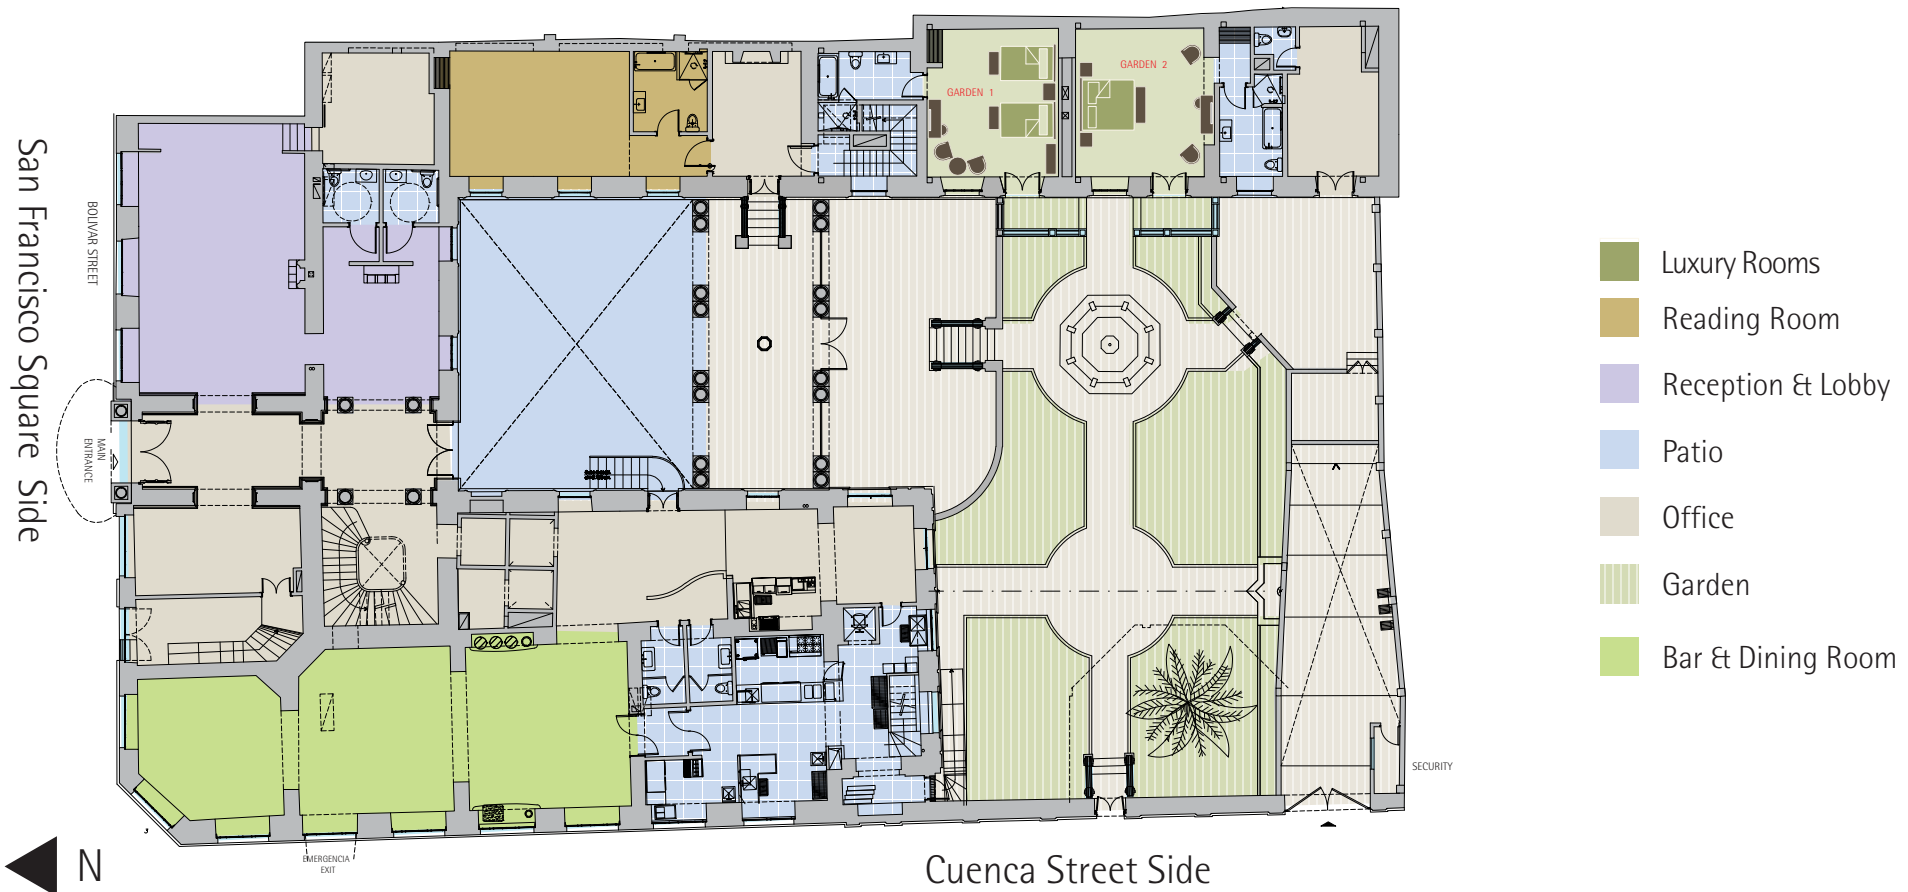 San Francisco Square Side
BOLIVAR STREET
MAIN
ENTRANCE
GARDEN 1
GARDEN 2
Luxury Rooms
Reading Room
Reception & Lobby
Patio
Office
Garden
Bar & Dining Room
SECURITY
EMERGENCIA
EXIT
N
Cuenca Street Side